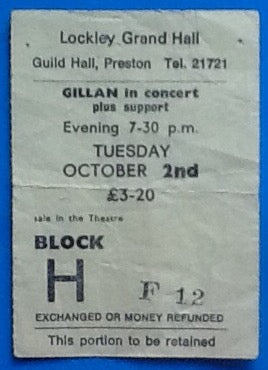 Lockley Grand Hall
Guild Hall, Preston Tel. 21721
GILLAN in concert
plus support
Evening 7-30 p.m.
TUESDAY
OCTOBER 2nd
£3-20
sale in the Theatre
BLOCK
H F 12
EXCHANGED OR MONEY REFUNDED
This portion to be retained